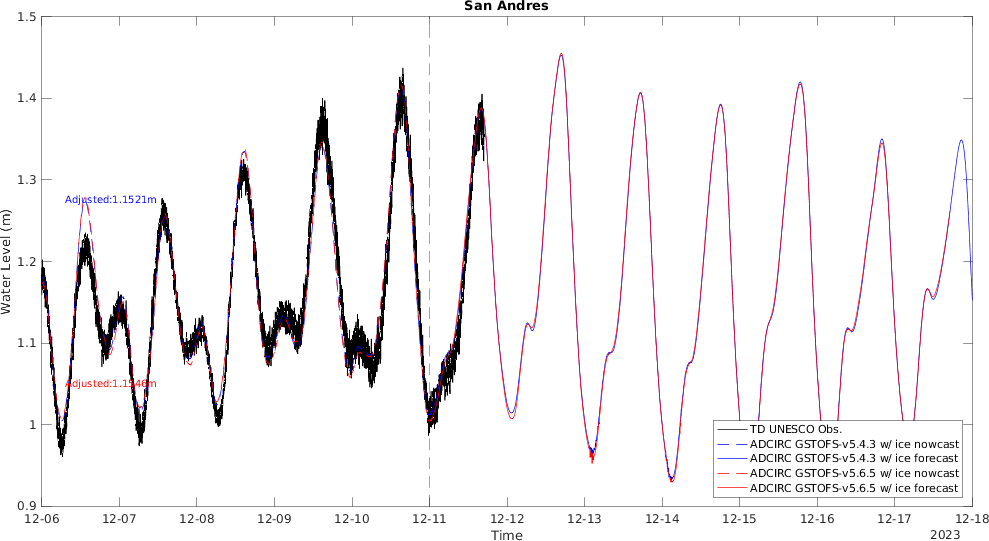 San Andres
1.5
1.4
1.3
1.2
1.1
1
0.9
Water Level (m)
Adjusted:1.1521m
Adjusted:1.1546m
TD UNESCO Obs.
ADCIRC GSTOFS-v5.4.3 w/ ice nowcast
ADCIRC GSTOFS-v5.4.3 w/ ice forecast
ADCIRC GSTOFS-v5.6.5 w/ ice nowcast
ADCIRC GSTOFS-v5.6.5 w/ ice forecast
12-06 12-07 12-08 12-09 12-10 12-11 12-12 12-13 12-14 12-15 12-16 12-17 12-18
Time
2023